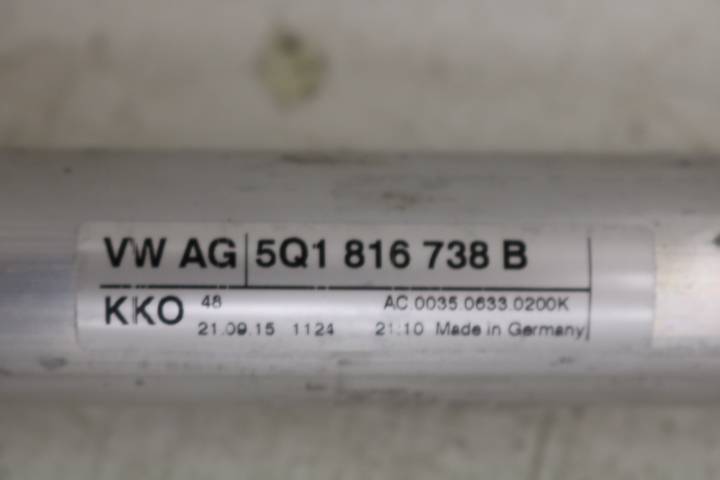 VW AG 5Q1 816 738 B
KKO 48 AC.0035.0633.0200K
21.09.15 1124 21:10 Made in Germany